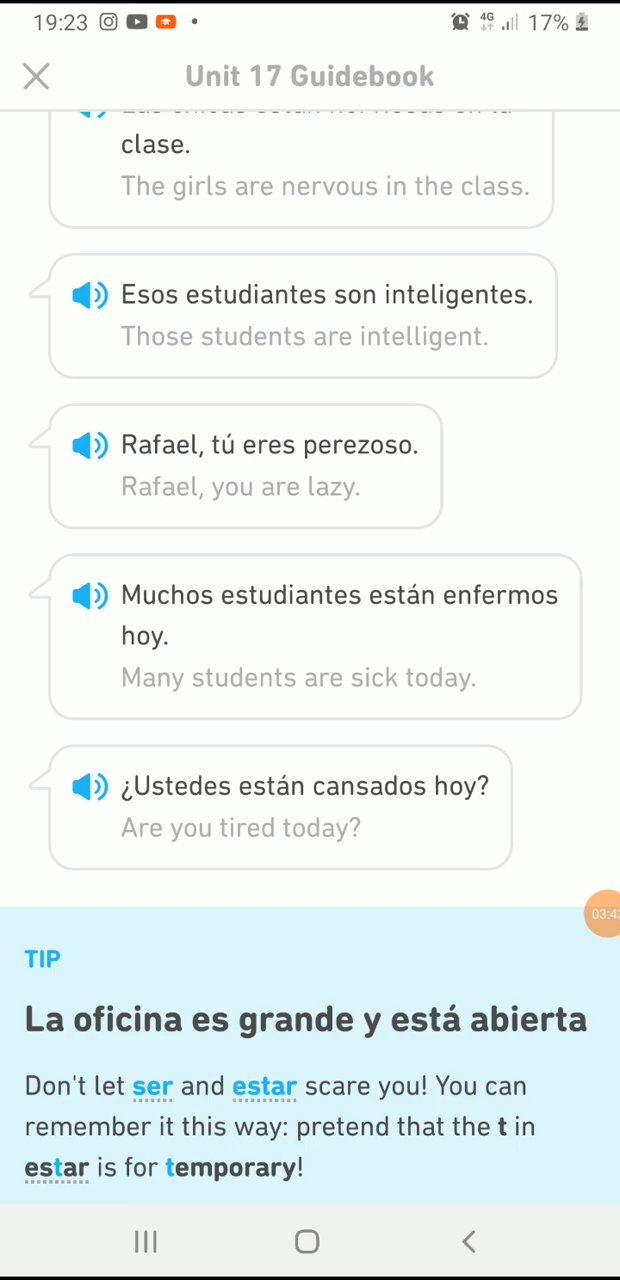 19:23
4G
17%
Unit 17 Guidebook
clase.
The girls are nervous in the class.
Esos estudiantes son inteligentes.
Those students are intelligent.
Rafael, tú eres perezoso.
Rafael, you are lazy.
Muchos estudiantes están enfermos
hoy.
Many students are sick today.
¿Ustedes están cansados hoy?
Are you tired today?
03:4
TIP
La oficina es grande y está abierta
Don't let ser and estar scare you! You can
remember it this way: pretend that the t in
estar is for temporary!